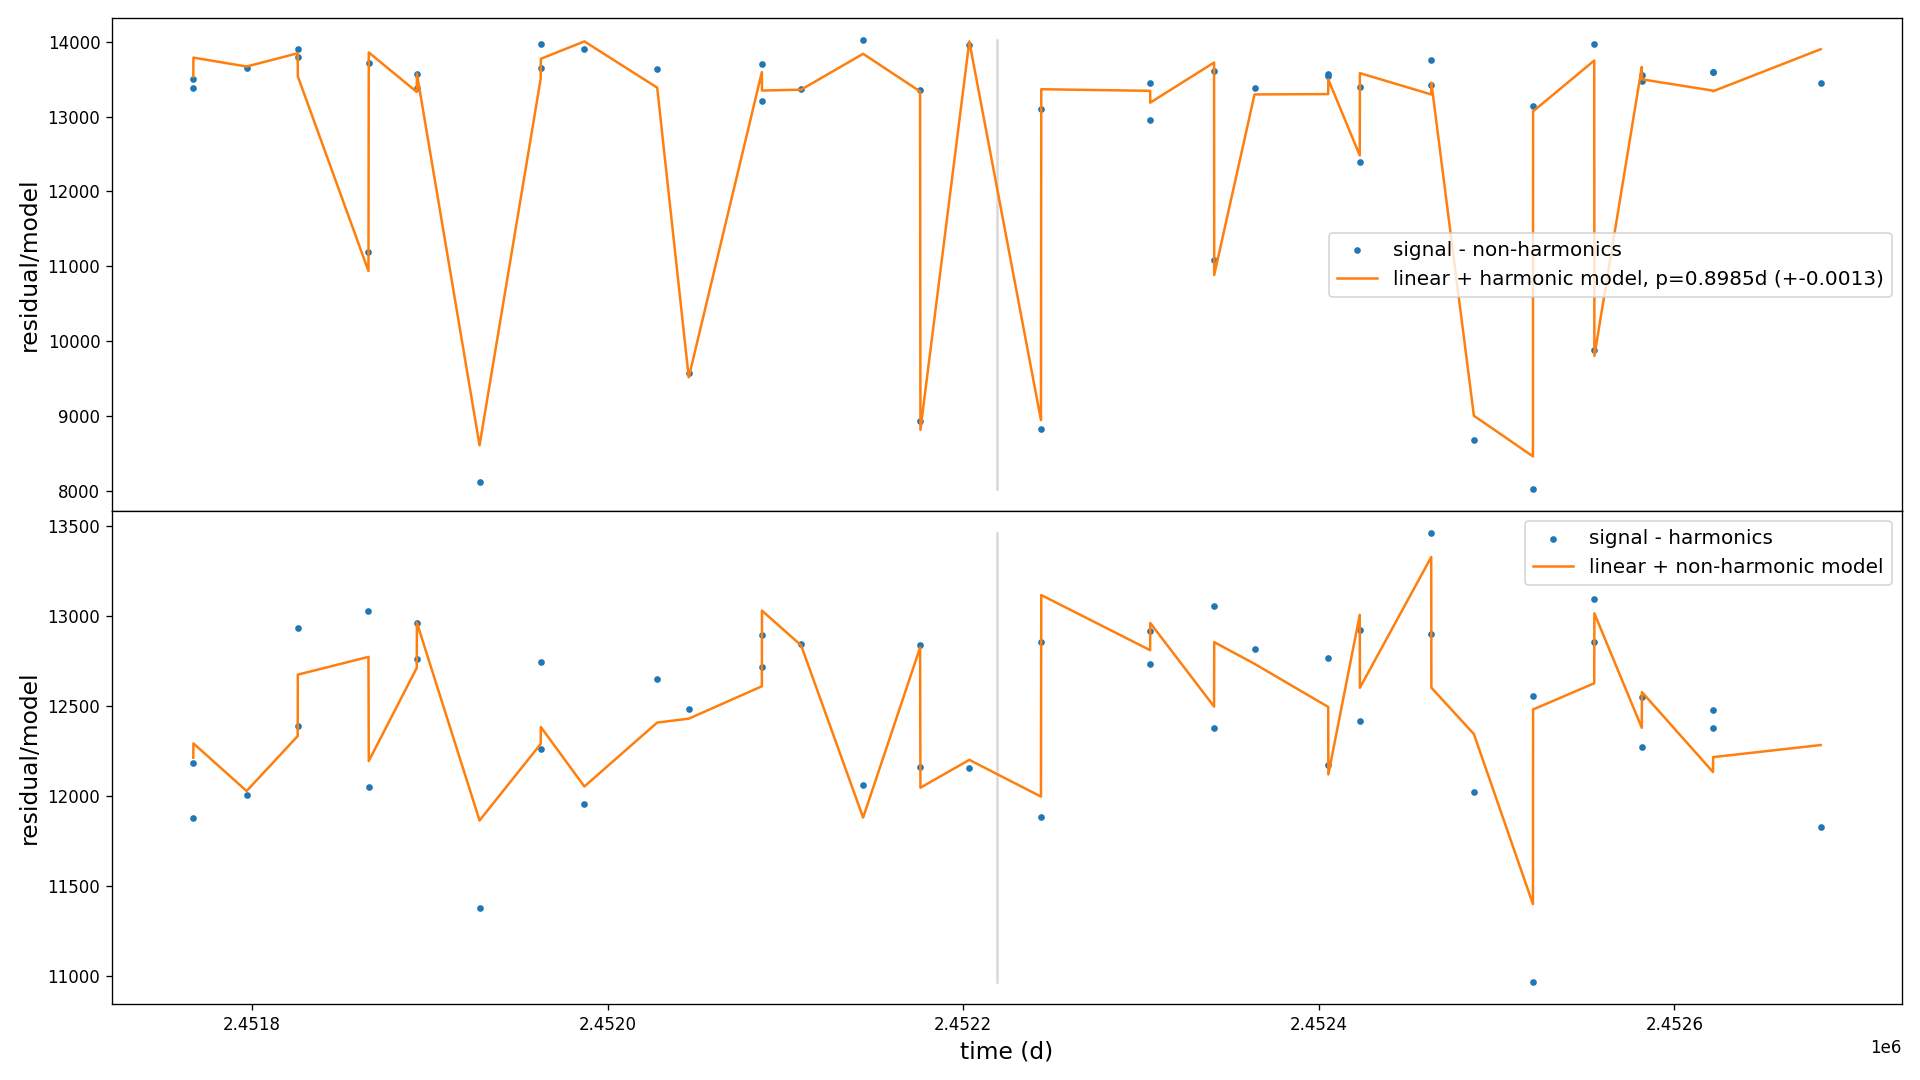 14000
13000
12000
11000
10000
9000
8000
residual/model
signal - non-harmonics
linear + harmonic model, p=0.8985d (+-0.0013)
13500
13000
12500
12000
11500
11000
residual/model
signal - harmonics
linear + non-harmonic model
2.4518
2.4520
2.4522
2.4524
2.4526
1e6
time (d)